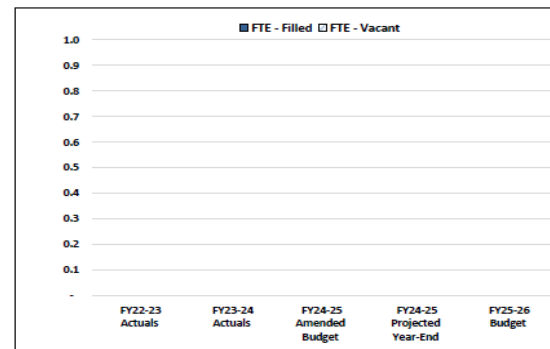 FTE - Filled FTE - Vacant
1.0
0.9
0.8
0.7
0.6
0.5
0.4
0.3
0.2
0.1
-
FY22-23 FY23-24 FY24-25 FY24-25 FY25-26
Actuals Actuals Amended Projected Budget
Budget Year-End